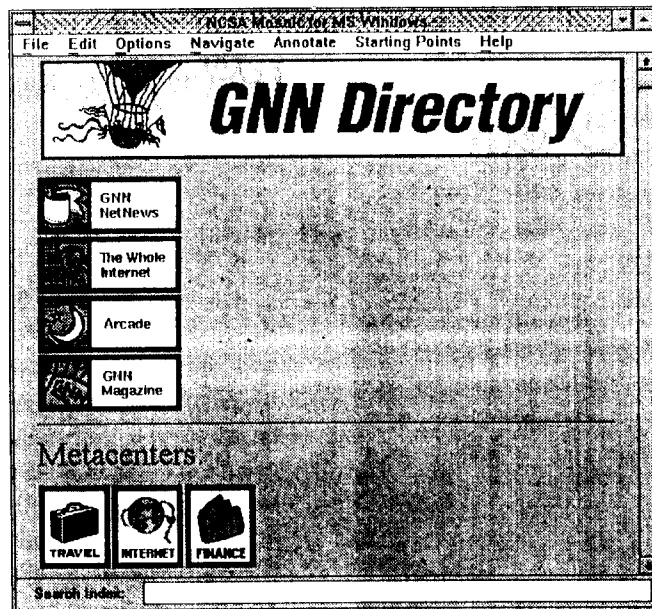 NCSA Mosaic for MS Windows
File Edit Options Navigate Annotate Starting Points Help
GNN Directory
GNN
NetNews
The Whole
Internet
Arcade
GNN
Magazine
Metacenters
TRAVEL INTERNET FINANCE
Search Index: